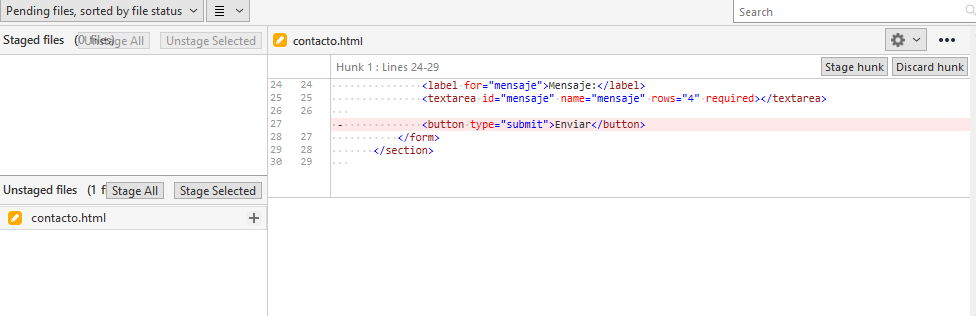 Pending files, sorted by file status
Search
Staged files (0 files) Unstage All Unstage Selected
contacto.html
Hunk 1 : Lines 24-29 Stage hunk Discard hunk
24 24 <label for="mensaje">Mensaje:</label>
25 25 <textarea id="mensaje" name="mensaje" rows="4" required></textarea>
26 26
27 - <button type="submit">Enviar</button>
28 27 </form>
29 28 </section>
30 29
Unstaged files (1 f Stage All Stage Selected
contacto.html